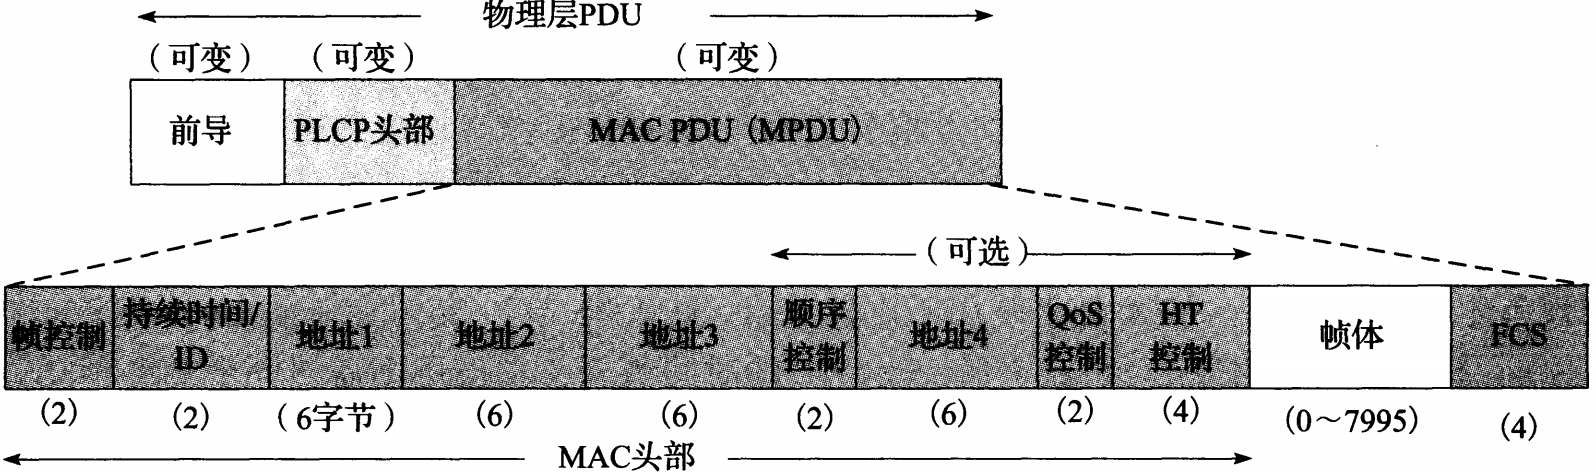 物理层PDU
（可变） （可变） （可变）
前导 PLCP头部 MAC PDU（MPDU）
（可选）
帧控制 持续时间/ID 地址1 地址2 地址3 顺序控制 地址4 QoS控制 HT控制 帧体 FCS
(2) (2) （6字节） (6) (6) (2) (6) (2) (4) (0～7995) (4)
MAC头部